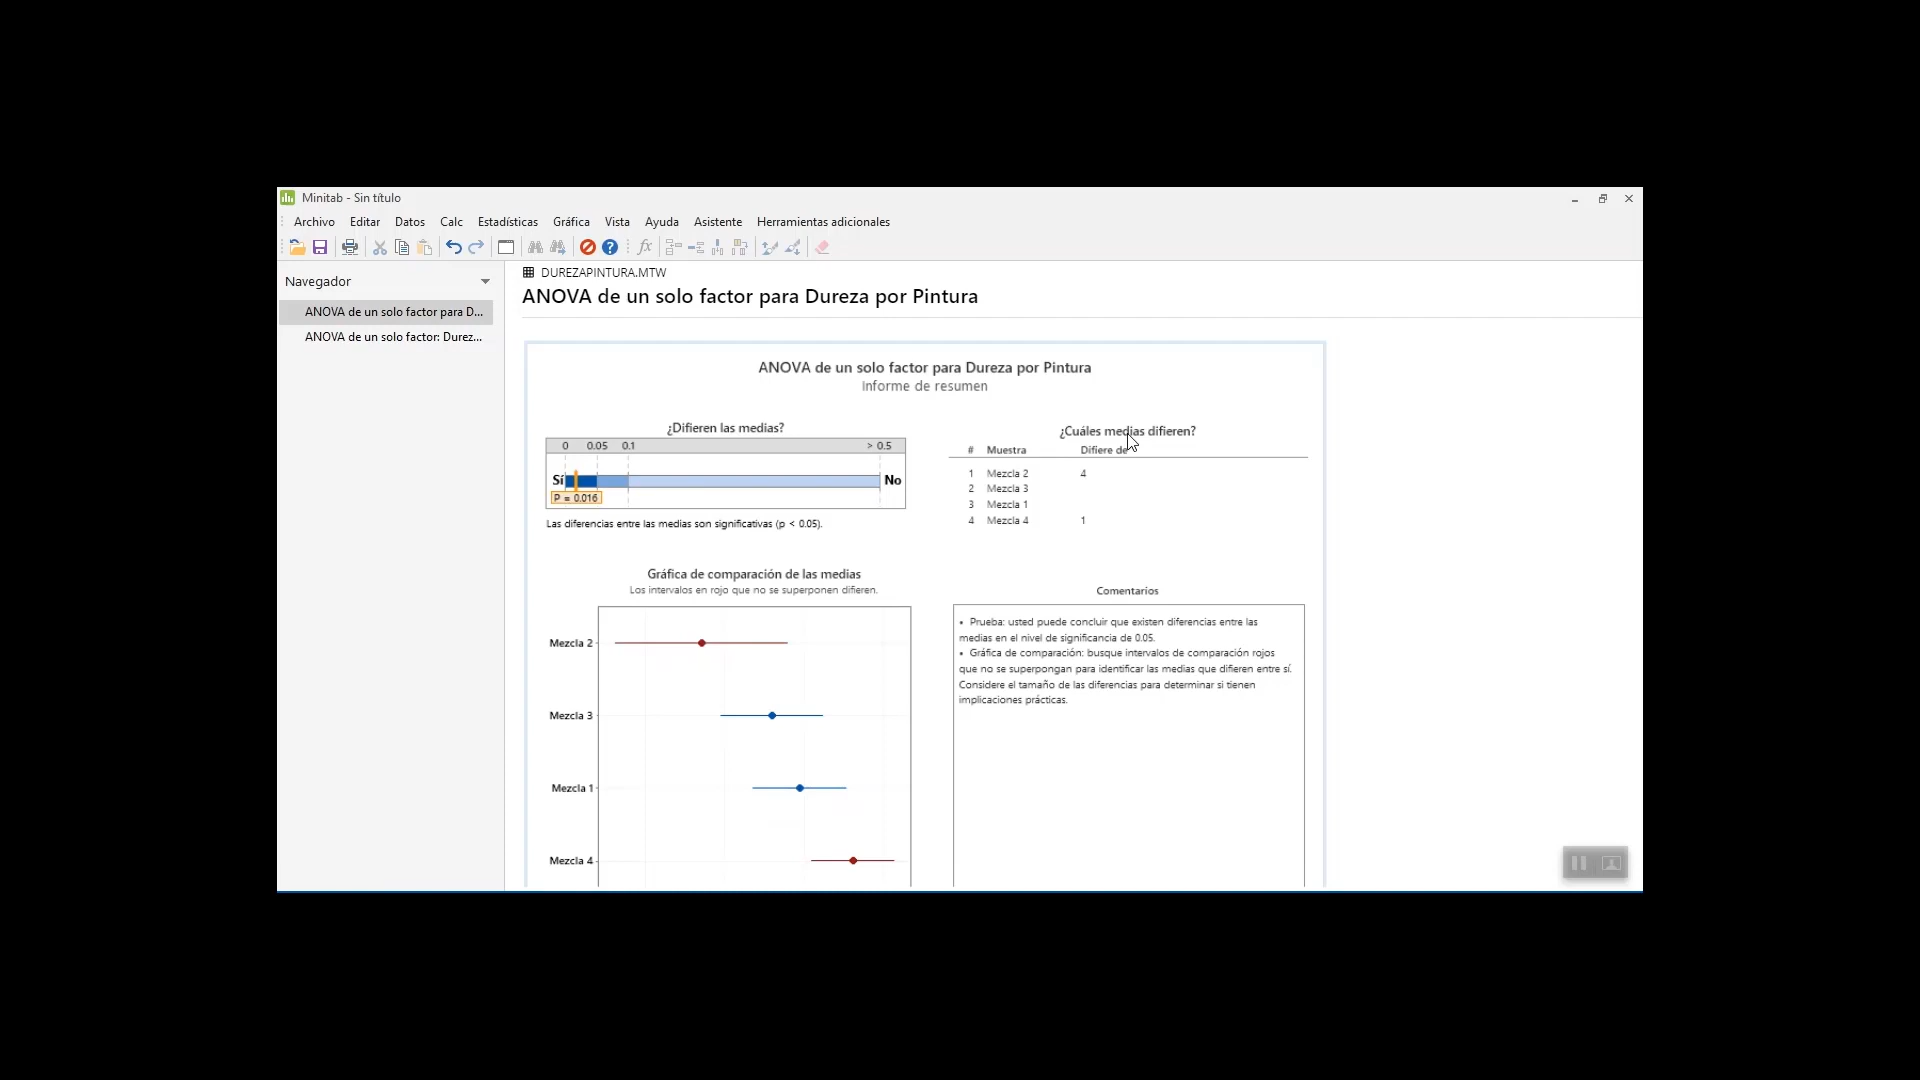 Minitab - Sin título
Archivo Editar Datos Calc Estadísticas Gráfica Vista Ayuda Asistente Herramientas adicionales
Navegador
ANOVA de un solo factor para D...
ANOVA de un solo factor: Durez...
DUREZAPINTURA.MTW
ANOVA de un solo factor para Dureza por Pintura
ANOVA de un solo factor para Dureza por Pintura
Informe de resumen
¿Difieren las medias?
0 0.05 0.1 > 0.5
Sí No
P = 0.016
Las diferencias entre las medias son significativas (p < 0.05).
¿Cuáles medias difieren?
# Muestra Difiere de
1 Mezcla 2 4
2 Mezcla 3
3 Mezcla 1
4 Mezcla 4 1
Gráfica de comparación de las medias
Los intervalos en rojo que no se superponen difieren.
Mezcla 2
Mezcla 3
Mezcla 1
Mezcla 4
Comentarios
• Prueba: usted puede concluir que existen diferencias entre las
medias en el nivel de significancia de 0.05.
• Gráfica de comparación: busque intervalos de comparación rojos
que no se superpongan para identificar las medias que difieren entre sí.
Considere el tamaño de las diferencias para determinar si tienen
implicaciones prácticas.